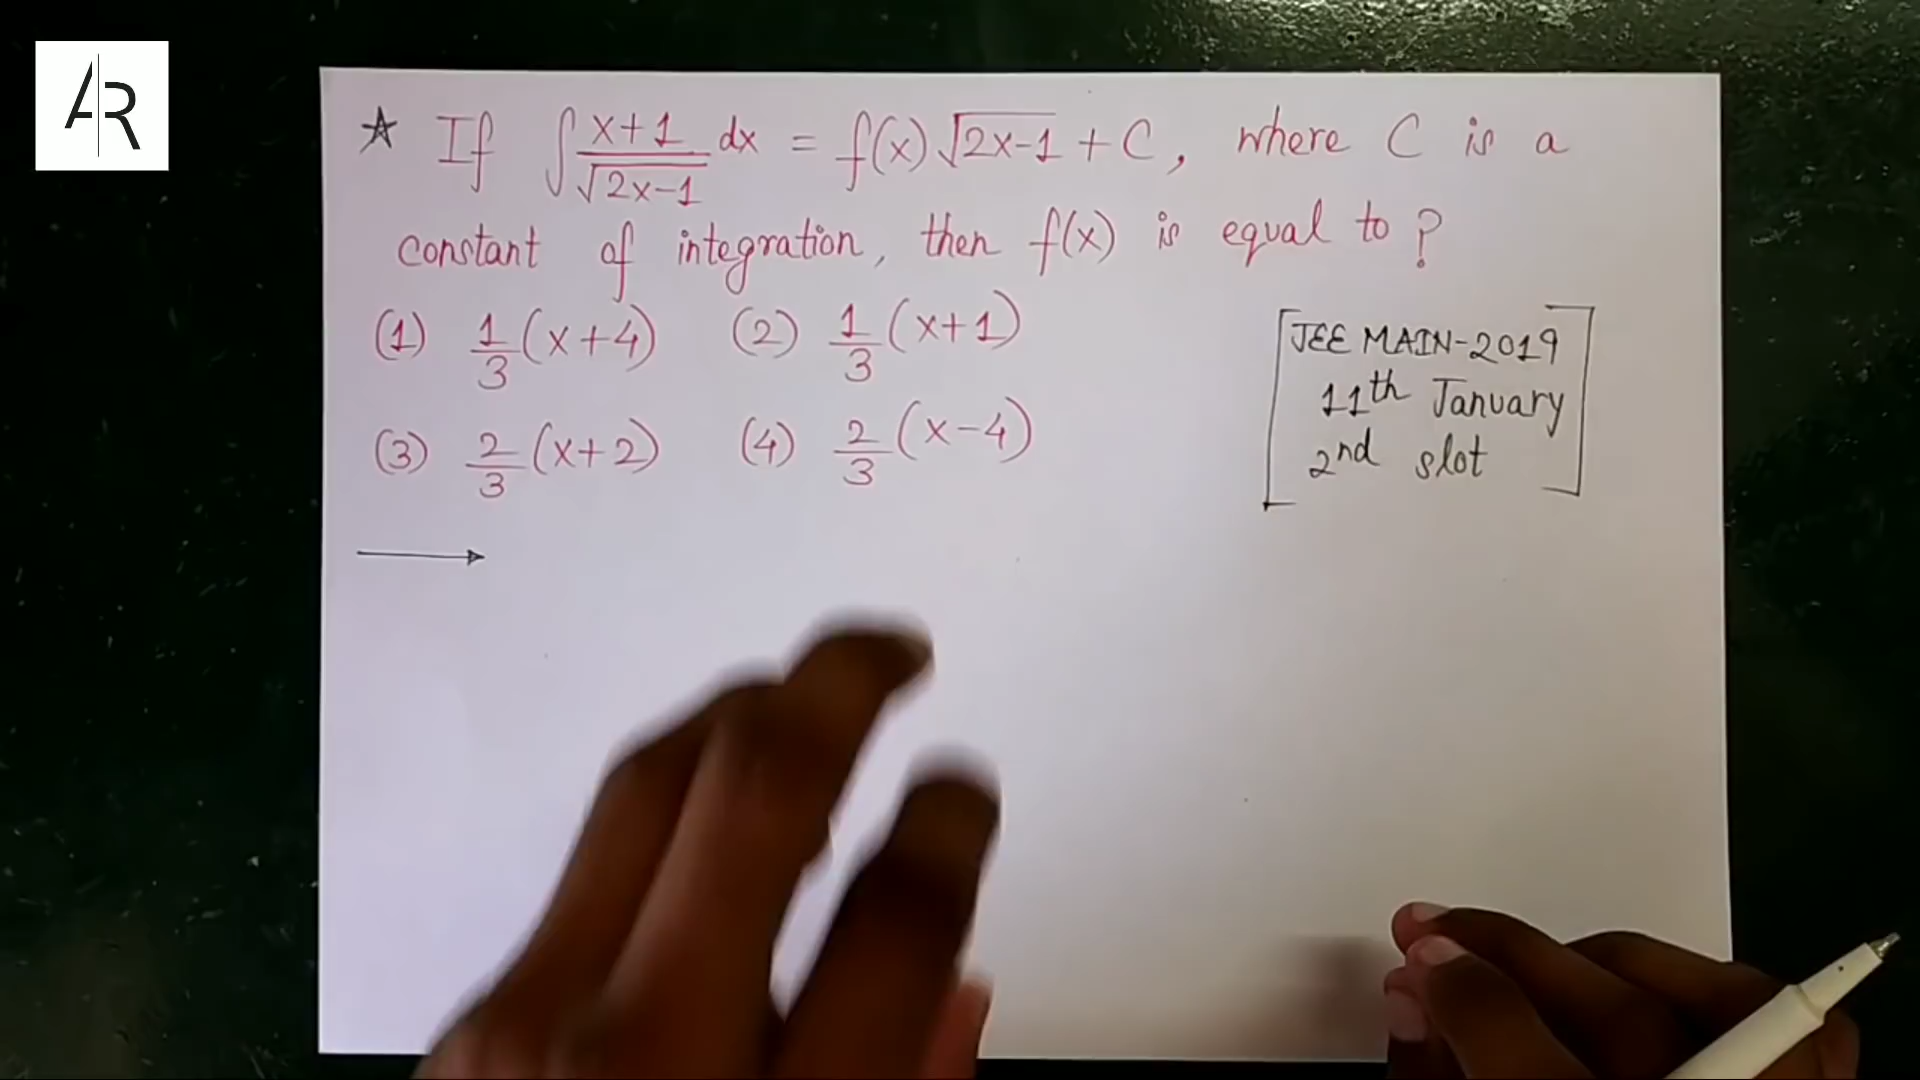 AR
☆ If ∫ (x+1)/√(2x-1) dx = f(x)√(2x-1) + C, where C is a
constant of integration, then f(x) is equal to ?
(1) 1/3 (x+4) (2) 1/3 (x+1)
(3) 2/3 (x+2) (4) 2/3 (x-4)
[JEE MAIN-2019
11th January
2nd slot]